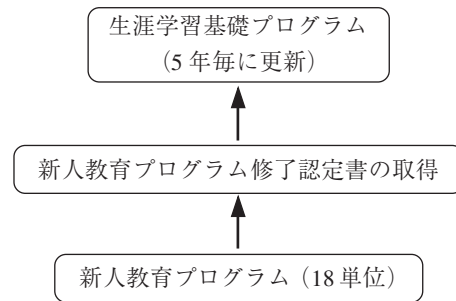 生涯学習基礎プログラム
（5 年毎に更新）
新人教育プログラム修了認定書の取得
新人教育プログラム（18 単位）